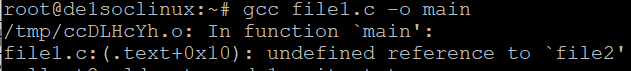 root@de1soclinux:~# gcc file1.c -o main
/tmp/ccDLHcYh.o: In function `main':
file1.c:(.text+0x10): undefined reference to `file2'